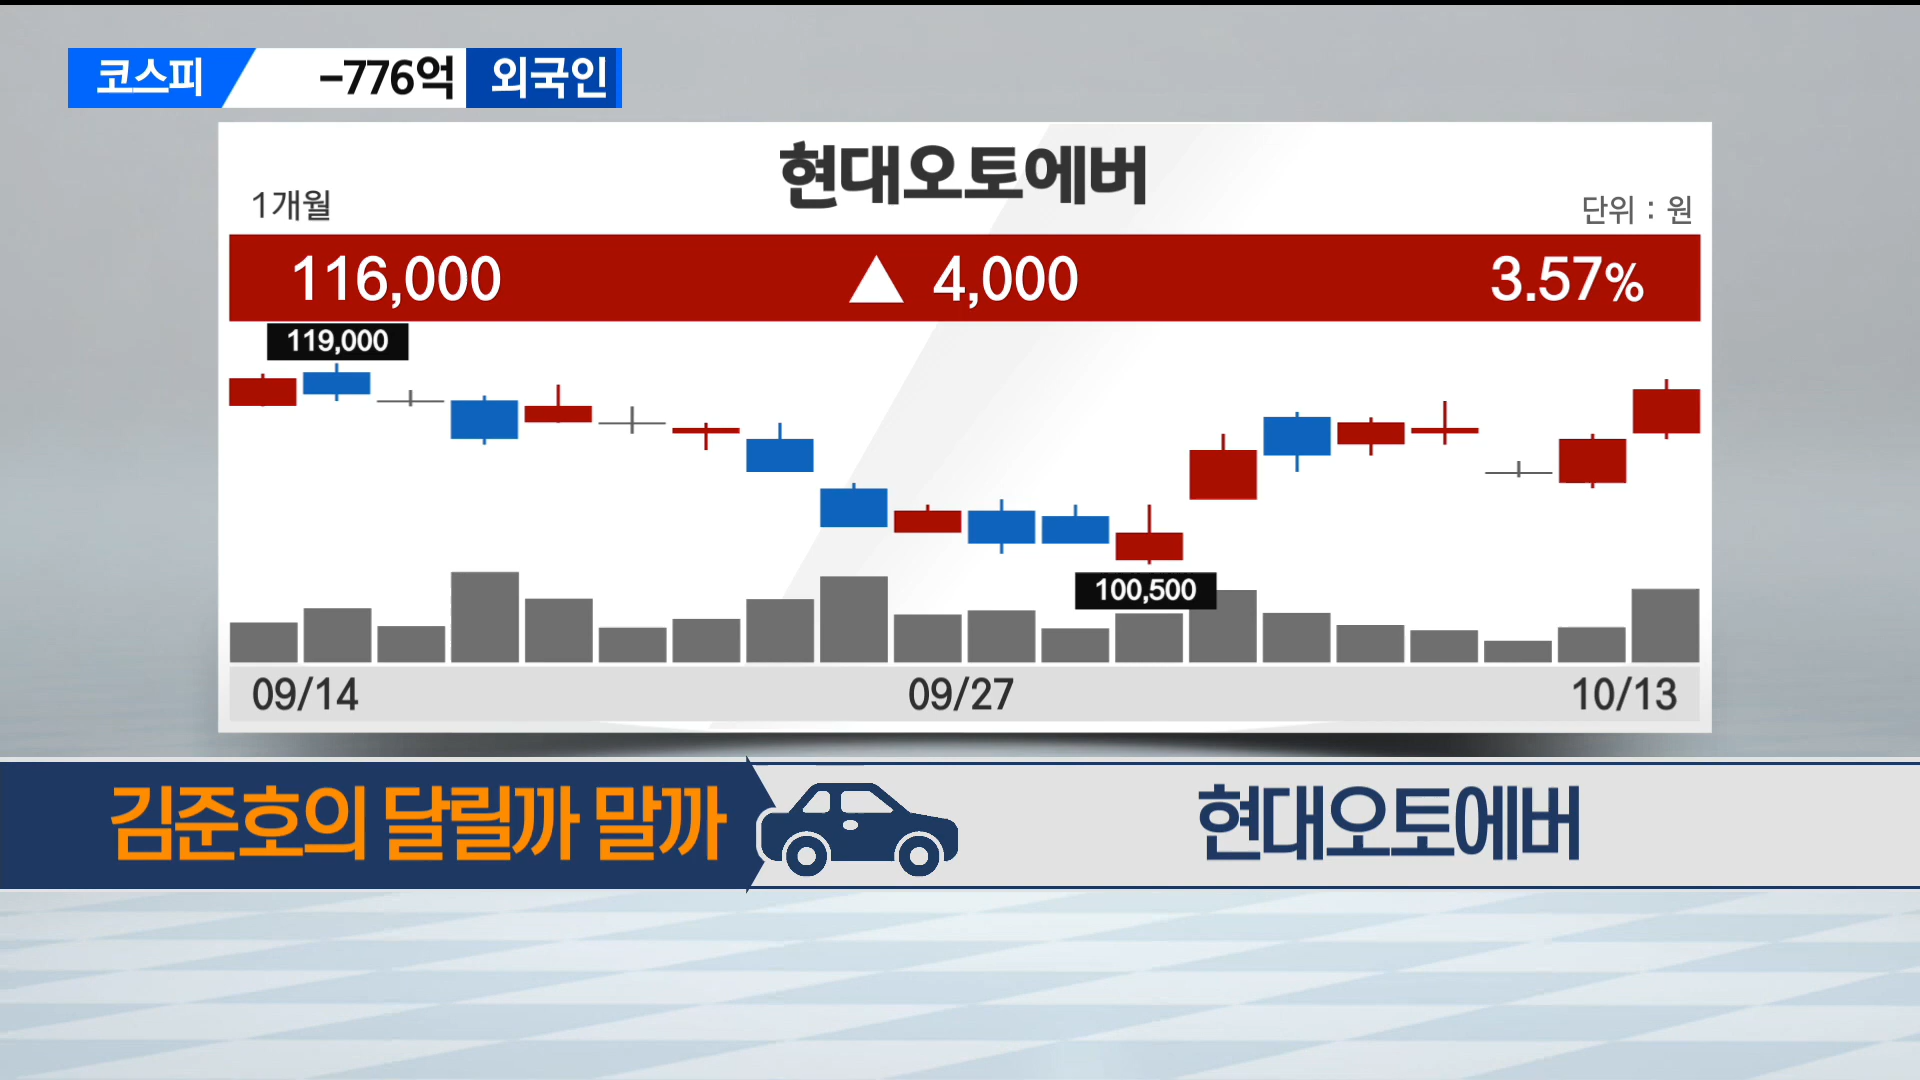 코스피 -776억 외국인
현대오토에버
1개월
단위 : 원
116,000 ▲ 4,000 3.57%
119,000
100,500
09/14 09/27 10/13
김준호의 달릴까 말까 현대오토에버